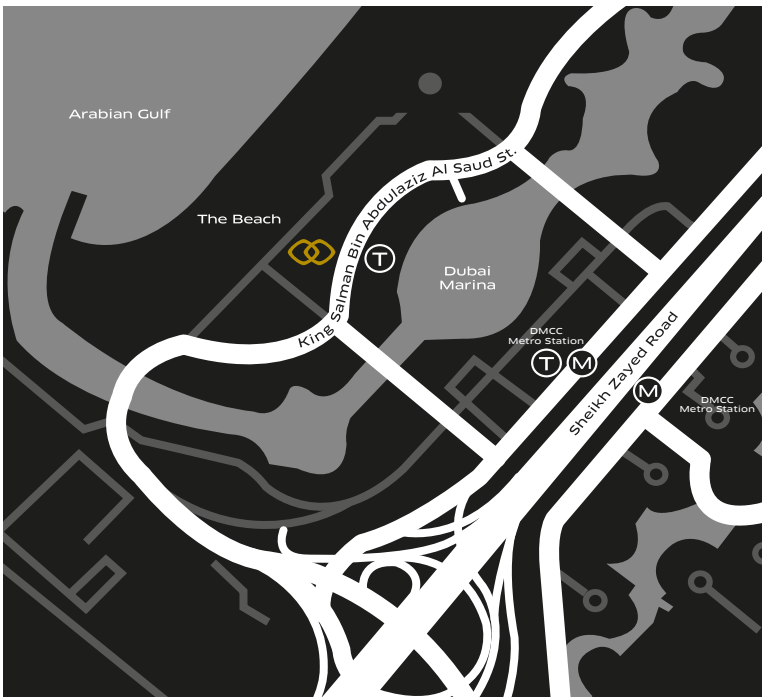 Arabian Gulf
King Salman Bin Abdulaziz Al Saud St.
The Beach
T
Dubai
Marina
DMCC
Metro Station
T M
Sheikh Zayed Road
M
DMCC
Metro Station